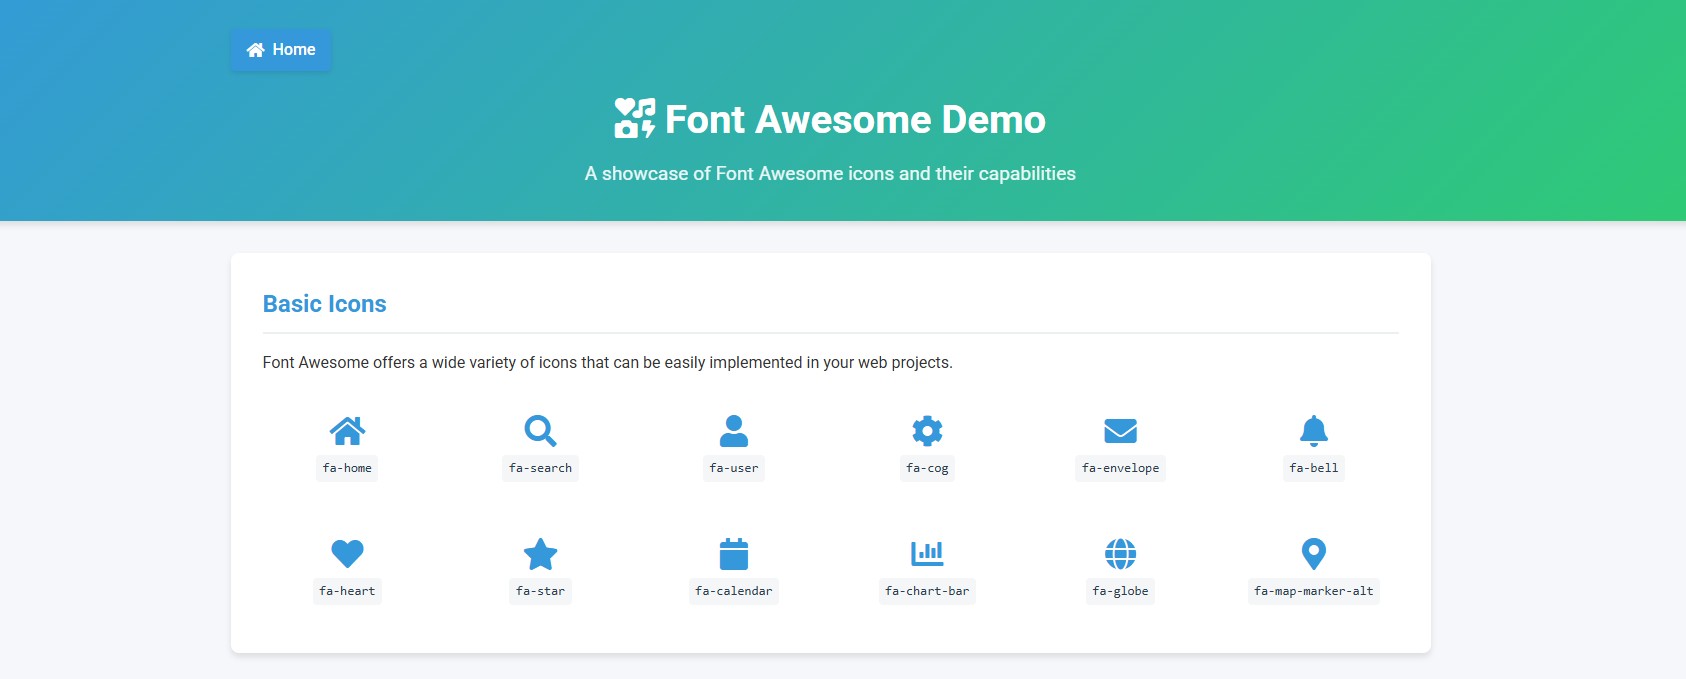 Home
Font Awesome Demo
A showcase of Font Awesome icons and their capabilities
Basic Icons
Font Awesome offers a wide variety of icons that can be easily implemented in your web projects.
fa-home fa-search fa-user fa-cog fa-envelope fa-bell
fa-heart fa-star fa-calendar fa-chart-bar fa-globe fa-map-marker-alt